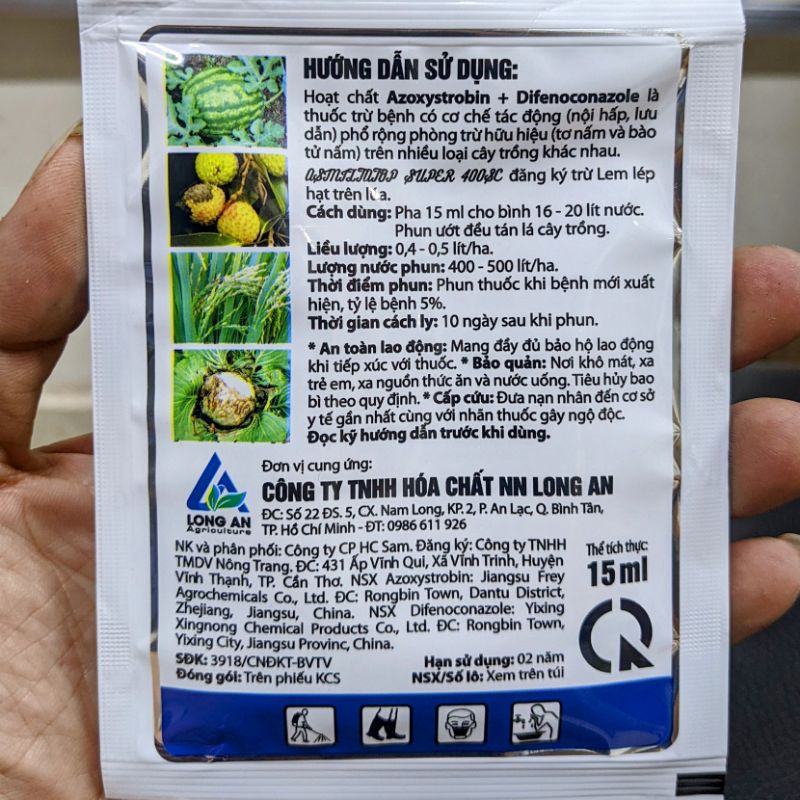 HƯỚNG DẪN SỬ DỤNG:
Hoạt chất Azoxystrobin + Difenoconazole là
thuốc trừ bệnh có cơ chế tác động (nội hấp, lưu
dẫn) phổ rộng phòng trừ hữu hiệu (tơ nấm và bào
tử nấm) trên nhiều loại cây trồng khác nhau.
SUPER 400SC đăng ký trừ Lem lép
hạt trên lúa.
Cách dùng: Pha 15 ml cho bình 16 - 20 lít nước.
Phun ướt đều tán lá cây trồng.
Liều lượng: 0,4 - 0,5 lít/ha.
Lượng nước phun: 400 - 500 lít/ha.
Thời điểm phun: Phun thuốc khi bệnh mới xuất
hiện, tỷ lệ bệnh 5%.
Thời gian cách ly: 10 ngày sau khi phun.
* An toàn lao động: Mang đầy đủ bảo hộ lao động
khi tiếp xúc với thuốc. * Bảo quản: Nơi khô mát, xa
trẻ em, xa nguồn thức ăn và nước uống. Tiêu hủy bao
bì theo quy định. * Cấp cứu: Đưa nạn nhân đến cơ sở
y tế gần nhất cùng với nhãn thuốc gây ngộ độc.
Đọc kỹ hướng dẫn trước khi dùng.
LONG AN
Agriculture
Đơn vị cung ứng:
CÔNG TY TNHH HÓA CHẤT NN LONG AN
ĐC: Số 22 ĐS. 5, CX. Nam Long, KP. 2, P. An Lạc, Q. Bình Tân,
TP. Hồ Chí Minh - ĐT: 0986 611 926
NK và phân phối: Công ty CP HC Sam. Đăng ký: Công ty TNHH
TMDV Nông Trang. ĐC: 431 Ấp Vĩnh Qui, Xã Vĩnh Trinh, Huyện
Vĩnh Thạnh, TP. Cần Thơ. NSX Azoxystrobin: Jiangsu Frey
Agrochemicals Co., Ltd. ĐC: Rongbin Town, Dantu District,
Zhejiang, Jiangsu, China. NSX Difenoconazole: Yixing
Xingnong Chemical Products Co., Ltd. ĐC: Rongbin Town,
Yixing City, Jiangsu Provinc, China.
Thể tích thực:
15 ml
SĐK: 3918/CNĐKT-BVTV
Đóng gói: Trên phiếu KCS
Hạn sử dụng: 02 năm
NSX/Số lô: Xem trên túi